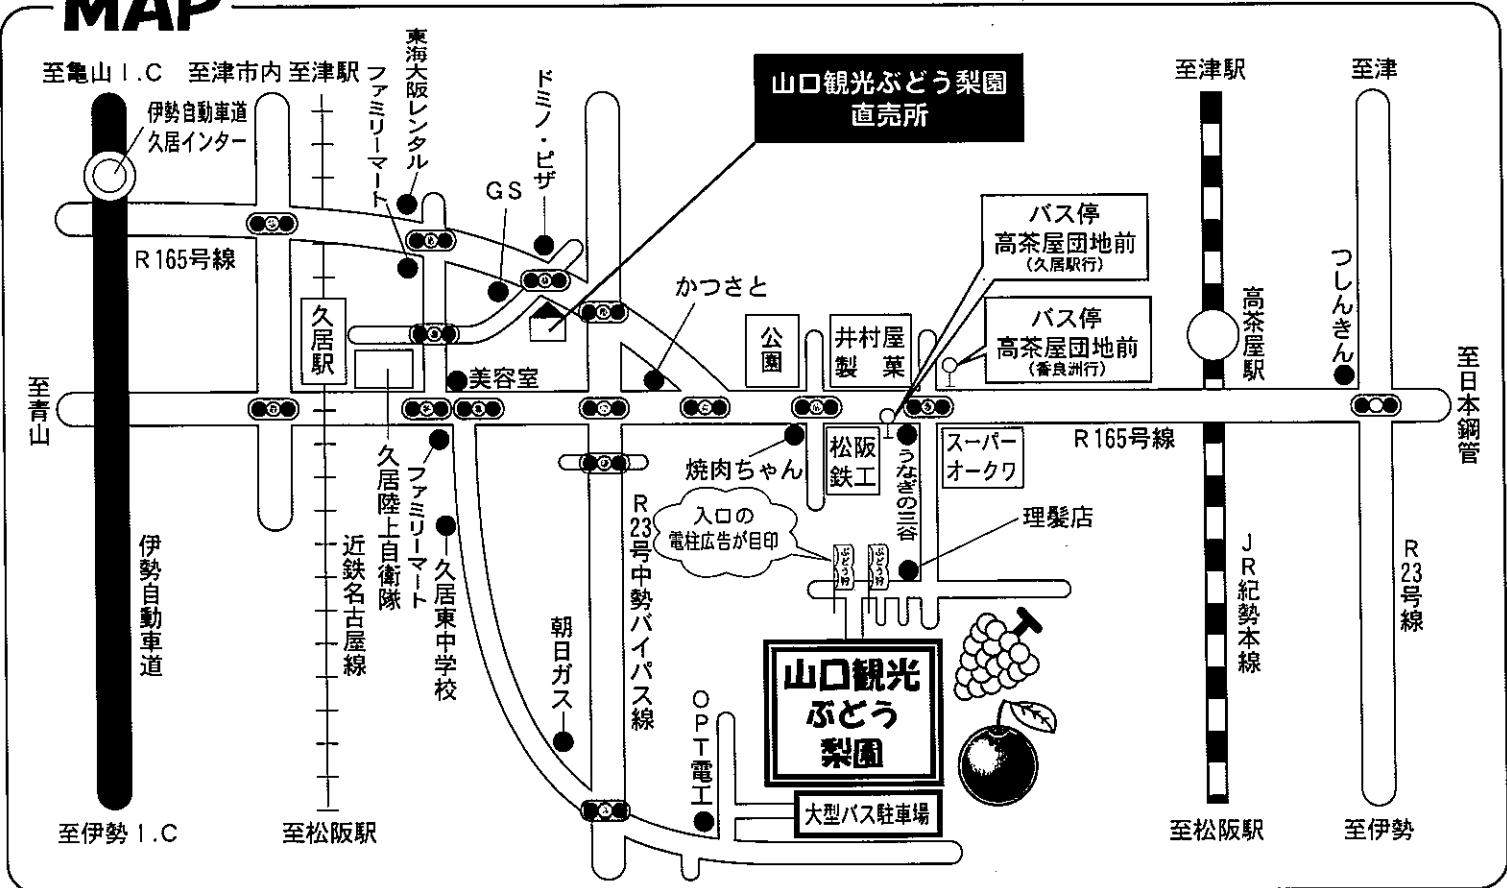 MAP
至亀山I.C
至津市内
至津駅
東海大阪レンタル
ファミリーマート
ドミノ・ピザ
山口観光ぶどう梨園
直売所
至津駅
至津
伊勢自動車道
久居インター
GS
R165号線
バス停
高茶屋団地前
(久居駅行)
つしんきん
かつさと
久居駅
公園
井村屋
製菓
バス停
高茶屋団地前
(香良洲行)
高茶屋駅
至青山
美容室
至日本鋼管
焼肉ちゃん
松阪
鉄工
うなぎの三谷
スーパー
オークワ
R165号線
久居陸上自衛隊
ファミリーマート
R23号中勢バイパス線
入口の
電柱広告が目印
理髪店
ぶどう狩
ぶどう狩
伊勢自動車道
近鉄名古屋線
久居東中学校
JR紀勢本線
R23号線
朝日ガス
山口観光
ぶどう
梨園
OPT電工
大型バス駐車場
至伊勢1.C
至松阪駅
至松阪駅
至伊勢